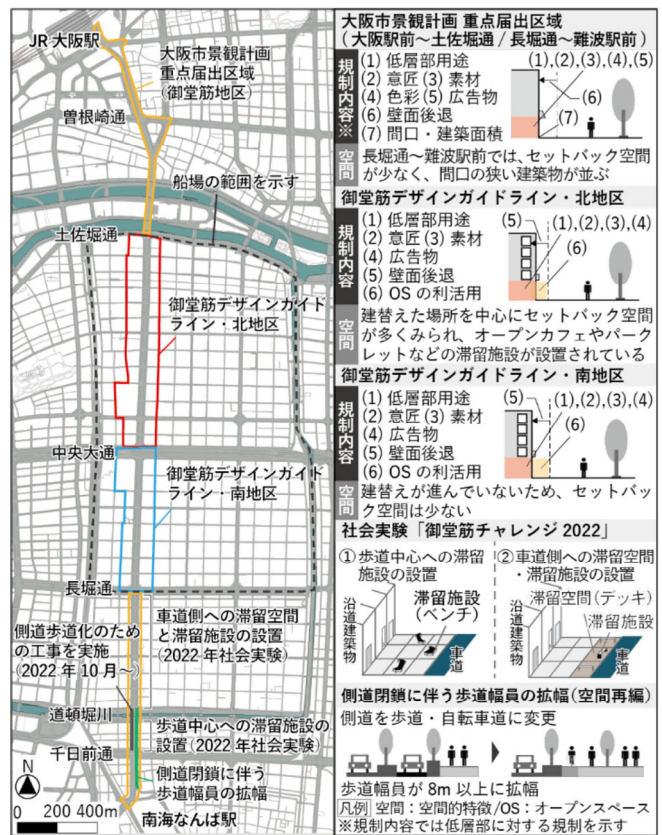 JR 大阪駅
大阪市景観計画
重点届出区域
(御堂筋地区)
曽根崎通
船場の範囲を示す
土佐堀通
御堂筋デザインガイド
ライン・北地区
中央大通
御堂筋デザインガイド
ライン・南地区
長堀通
側道歩道化のため
の工事を実施
(2022 年 10 月〜)
車道側への滞留空間
と滞留施設の設置
(2022 年社会実験)
道頓堀川
歩道中心への滞留施設の
設置(2022 年社会実験)
千日前通
側道閉鎖に伴う
歩道幅員の拡幅
N
0 200 400m
南海なんば駅
大阪市景観計画 重点届出区域
( 大阪駅前〜土佐堀通 / 長堀通〜難波駅前 )
規制内容※
(1) 低層部用途
(2) 意匠 (3) 素材
(4) 色彩 (5) 広告物
(6) 壁面後退
(7) 間口・建築面積
(1),(2),(3),(4),(5)
(6)
(7)
空間
長堀通〜難波駅前では、セットバック空間
が少なく、間口の狭い建築物が並ぶ
御堂筋デザインガイドライン・北地区
規制内容
(1) 低層部用途
(2) 意匠 (3) 素材
(4) 広告物
(5) 壁面後退
(6) OS の利活用
(5)
(1),(2),(3),(4)
(6)
空間
建替えた場所を中心にセットバック空間
が多くみられ、オープンカフェやパーク
レットなどの滞留施設が設置されている
御堂筋デザインガイドライン・南地区
規制内容
(1) 低層部用途
(2) 意匠 (3) 素材
(4) 広告物
(5) 壁面後退
(6) OS の利活用
(5)
(1),(2),(3),(4)
(6)
空間
建替えが進んでいないため、セットバッ
ク空間は少ない
社会実験「御堂筋チャレンジ 2022」
① 歩道中心への滞留
施設の設置
滞留施設
(ベンチ)
沿道建築物
車道
② 車道側への滞留空間
・滞留施設の設置
滞留空間 (デッキ)
滞留施設
沿道建築物
車道
側道閉鎖に伴う歩道幅員の拡幅(空間再編)
側道を歩道・自転車道に変更
歩道幅員が 8m 以上に拡幅
凡例 空間:空間的特徴/OS:オープンスペース
※規制内容では低層部に対する規制を示す